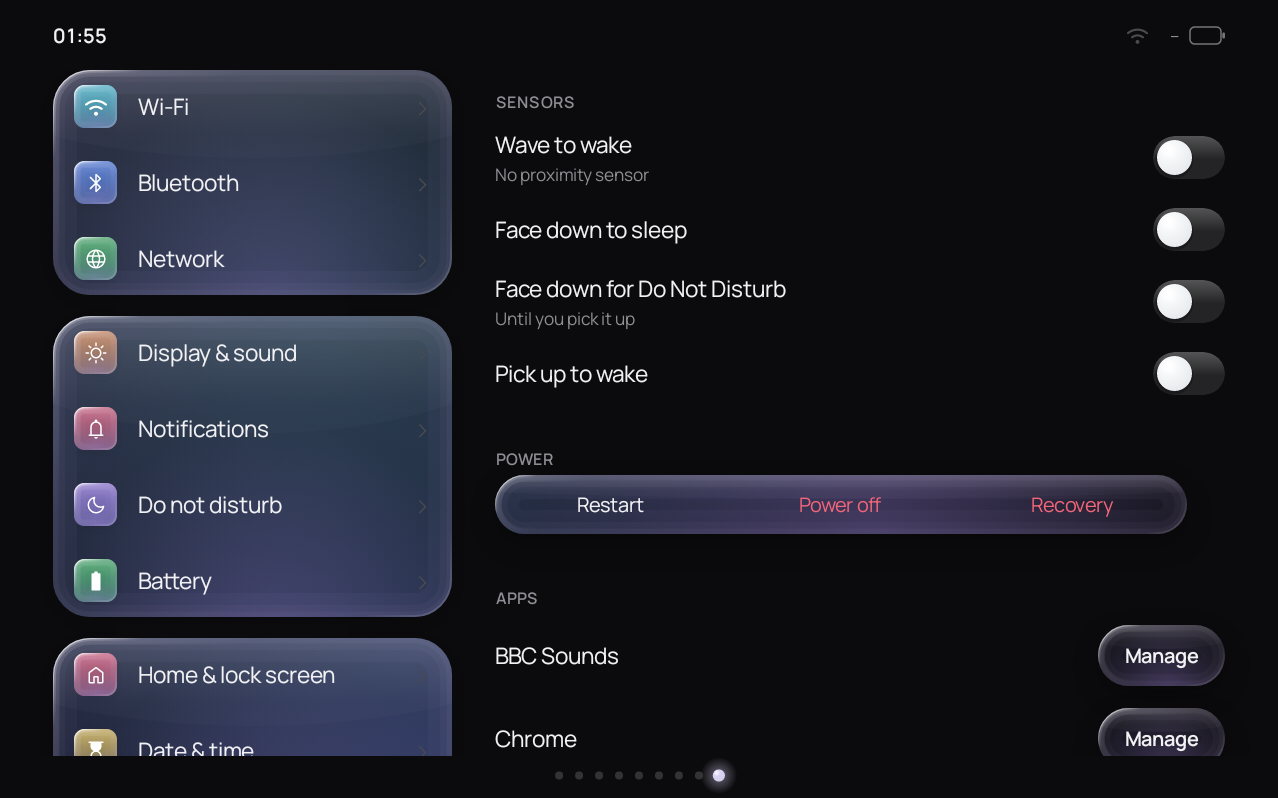 01:55
–
Wi-Fi
Bluetooth
Network
Display & sound
Notifications
Do not disturb
Battery
Home & lock screen
Date & time
SENSORS
Wave to wake
No proximity sensor
Face down to sleep
Face down for Do Not Disturb
Until you pick it up
Pick up to wake
POWER
Restart Power off Recovery
APPS
BBC Sounds Manage
Chrome Manage